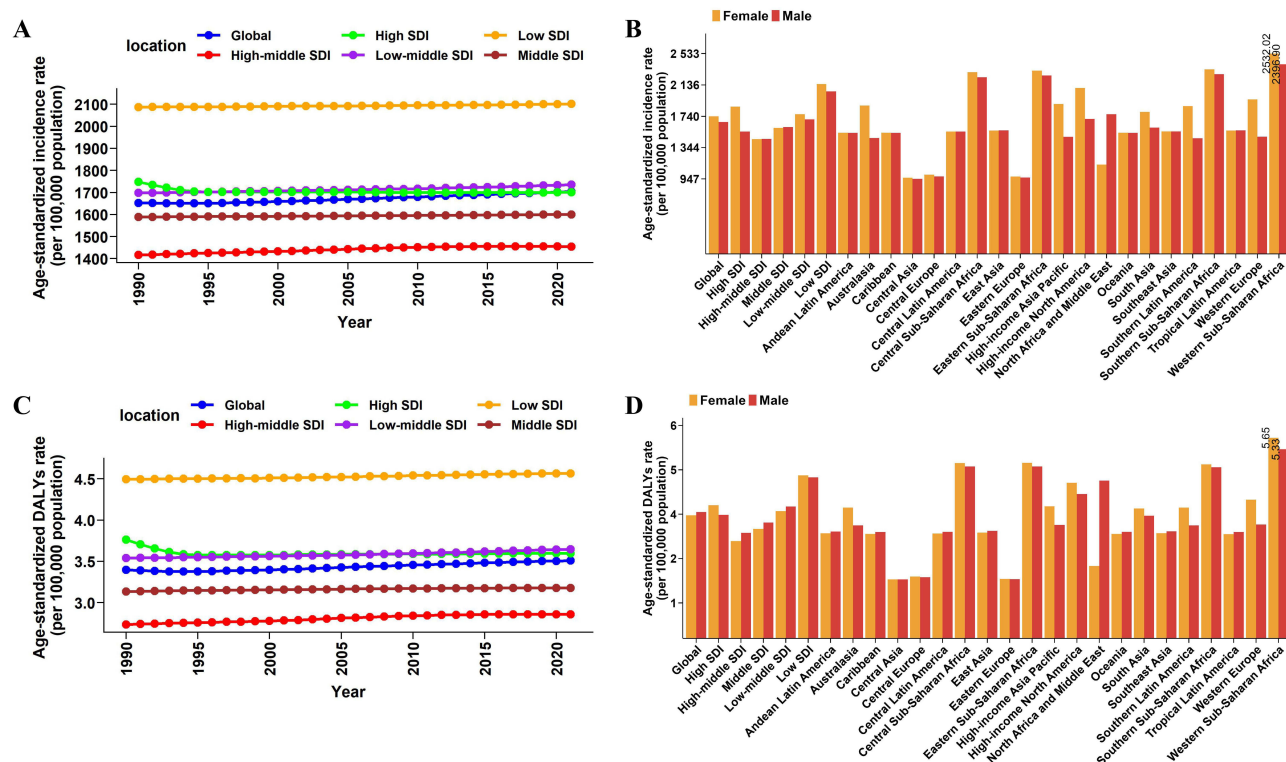 A
location
Global
High SDI
Low SDI
High-middle SDI
Low-middle SDI
Middle SDI
Age-standardized incidence rate
(per 100,000 population)
2100
2000
1900
1800
1700
1600
1500
1400
1990
1995
2000
2005
2010
2015
2020
Year
B
Female
Male
Age-standardized incidence rate
(per 100,000 population)
2 533
2 136
1 740
1 344
947
2532.02
2396.90
Global
High SDI
High-middle SDI
Middle SDI
Low-middle SDI
Low SDI
Andean Latin America
Australasia
Caribbean
Central Asia
Central Europe
Central Latin America
Central Sub-Saharan Africa
East Asia
Eastern Europe
Eastern Sub-Saharan Africa
High-income Asia Pacific
High-income North America
North Africa and Middle East
Oceania
South Asia
Southeast Asia
Southern Latin America
Southern Sub-Saharan Africa
Tropical Latin America
Western Europe
Western Sub-Saharan Africa
C
location
Global
High SDI
Low SDI
High-middle SDI
Low-middle SDI
Middle SDI
Age-standardized DALYs rate
(per 100,000 population)
4.5
4.0
3.5
3.0
1990
1995
2000
2005
2010
2015
2020
Year
D
Female
Male
Age-standardized DALYs rate
(per 100,000 population)
6
5
4
2
1
5.65
5.33
Global
High SDI
High-middle SDI
Middle SDI
Low-middle SDI
Low SDI
Andean Latin America
Australasia
Caribbean
Central Asia
Central Europe
Central Latin America
Central Sub-Saharan Africa
East Asia
Eastern Europe
Eastern Sub-Saharan Africa
High-income Asia Pacific
High-income North America
North Africa and Middle East
Oceania
South Asia
Southeast Asia
Southern Latin America
Southern Sub-Saharan Africa
Tropical Latin America
Western Europe
Western Sub-Saharan Africa